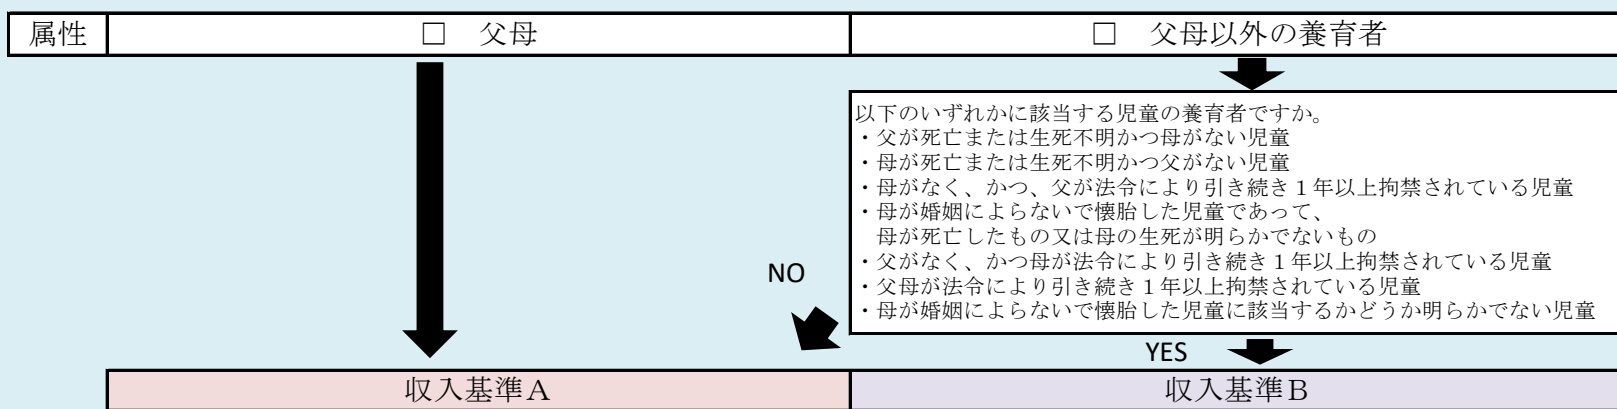 属性
□ 父母
□ 父母以外の養育者
以下のいずれかに該当する児童の養育者ですか。
・父が死亡または生死不明かつ母がない児童
・母が死亡または生死不明かつ父がない児童
・母がなく、かつ、父が法令により引き続き１年以上拘禁されている児童
・母が婚姻によらないで懐胎した児童であって、
母が死亡したもの又は母の生死が明らかでないもの
・父がなく、かつ母が法令により引き続き１年以上拘禁されている児童
・父母が法令により引き続き１年以上拘禁されている児童
・母が婚姻によらないで懐胎した児童に該当するかどうか明らかでない児童
NO
YES
収入基準Ａ
収入基準Ｂ